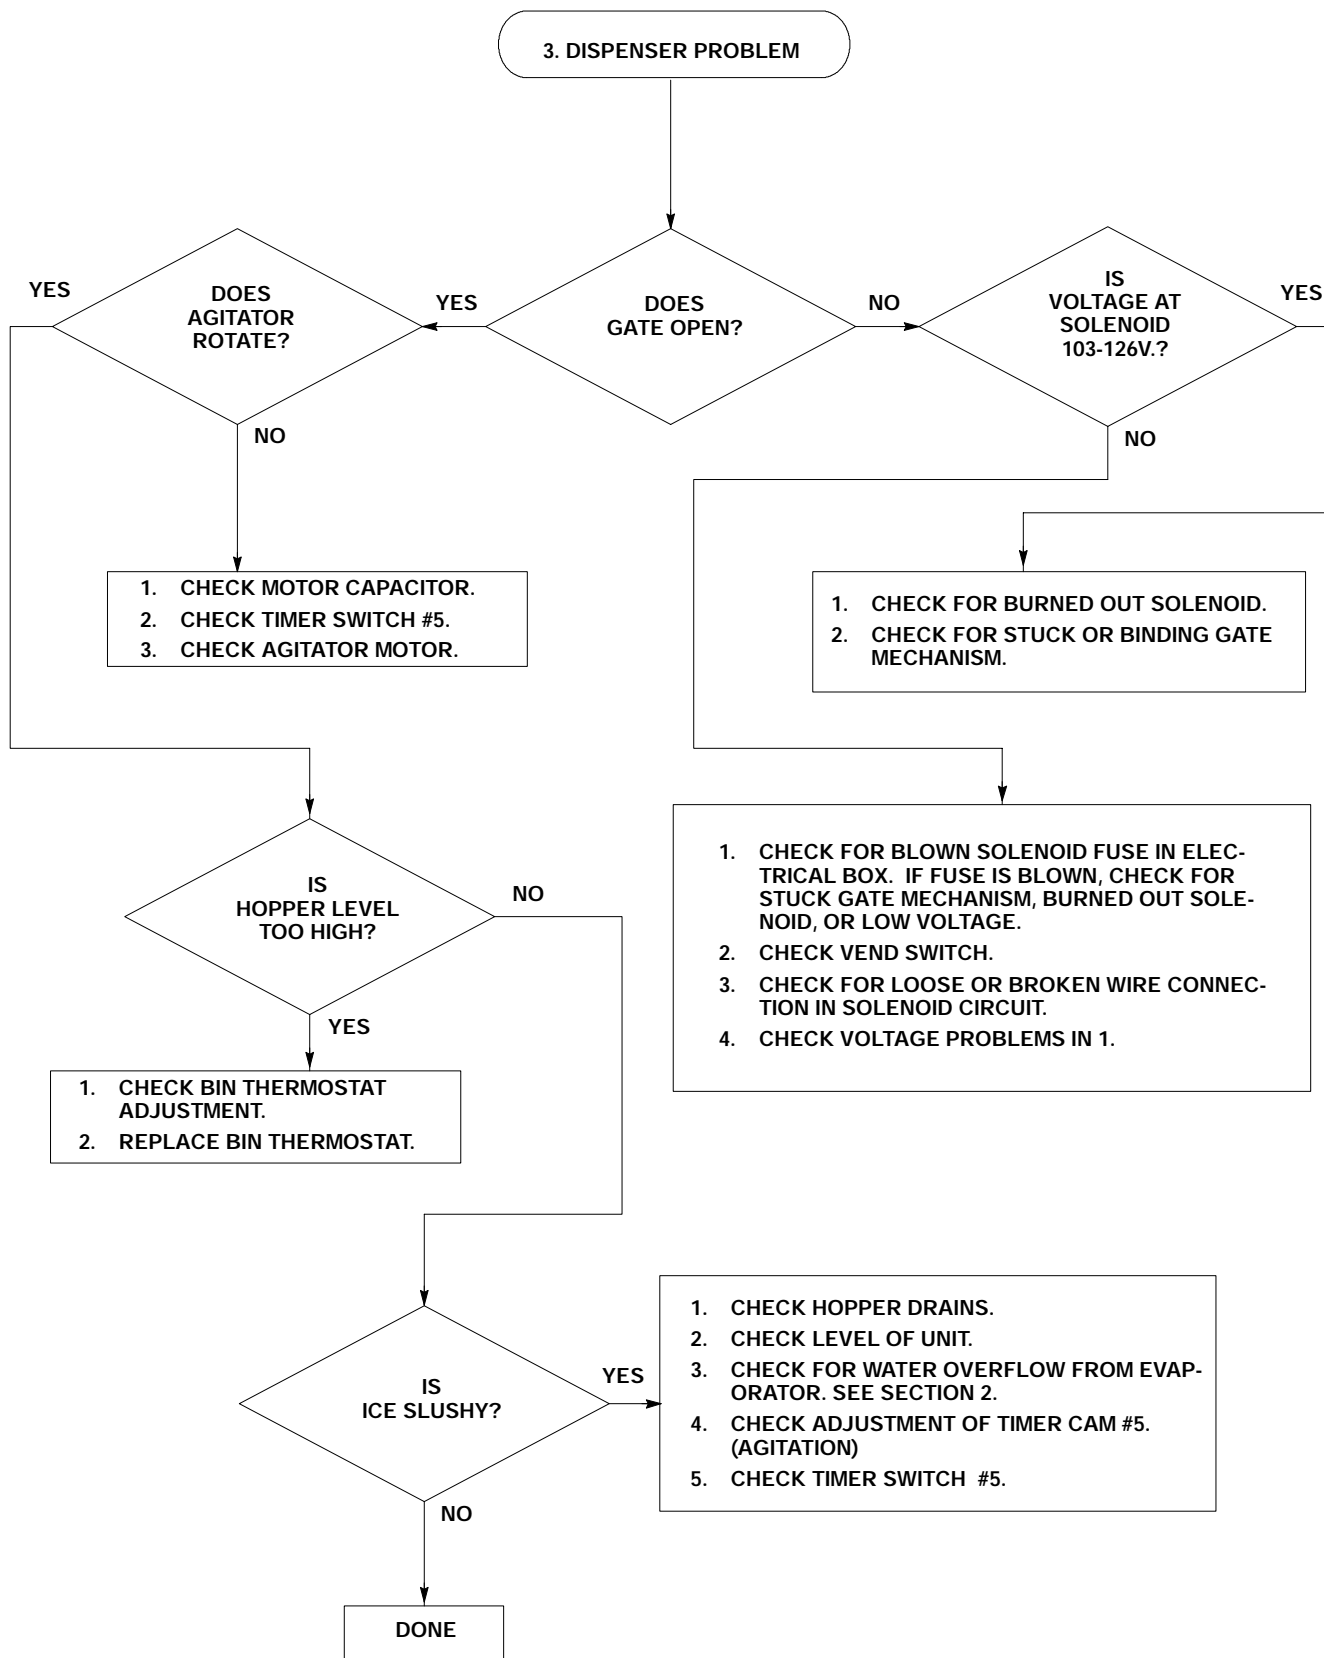 3. DISPENSER PROBLEM
YES
DOES
AGITATOR
ROTATE?
YES
DOES
GATE OPEN?
NO
IS
VOLTAGE AT
SOLENOID
103-126V.?
YES
NO
NO
1. CHECK MOTOR CAPACITOR.
2. CHECK TIMER SWITCH #5.
3. CHECK AGITATOR MOTOR.
1. CHECK FOR BURNED OUT SOLENOID.
2. CHECK FOR STUCK OR BINDING GATE
MECHANISM.
IS
HOPPER LEVEL
TOO HIGH?
NO
YES
1. CHECK FOR BLOWN SOLENOID FUSE IN ELEC-
TRICAL BOX. IF FUSE IS BLOWN, CHECK FOR
STUCK GATE MECHANISM, BURNED OUT SOLE-
NOID, OR LOW VOLTAGE.
2. CHECK VEND SWITCH.
3. CHECK FOR LOOSE OR BROKEN WIRE CONNEC-
TION IN SOLENOID CIRCUIT.
4. CHECK VOLTAGE PROBLEMS IN 1.
1. CHECK BIN THERMOSTAT
ADJUSTMENT.
2. REPLACE BIN THERMOSTAT.
IS
ICE SLUSHY?
YES
1. CHECK HOPPER DRAINS.
2. CHECK LEVEL OF UNIT.
3. CHECK FOR WATER OVERFLOW FROM EVAP-
ORATOR. SEE SECTION 2.
4. CHECK ADJUSTMENT OF TIMER CAM #5.
(AGITATION)
5. CHECK TIMER SWITCH #5.
NO
DONE